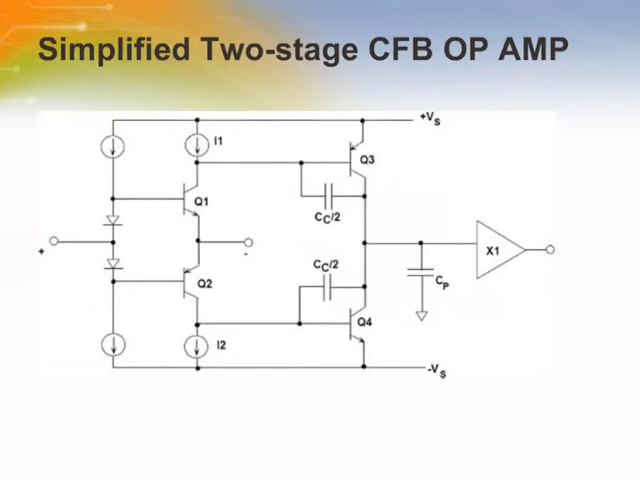 Simplified Two-stage CFB OP AMP
+VS
I1
Q3
Q1
CC/2
+
-
X1
CC/2
Q2
CP
Q4
I2
-VS